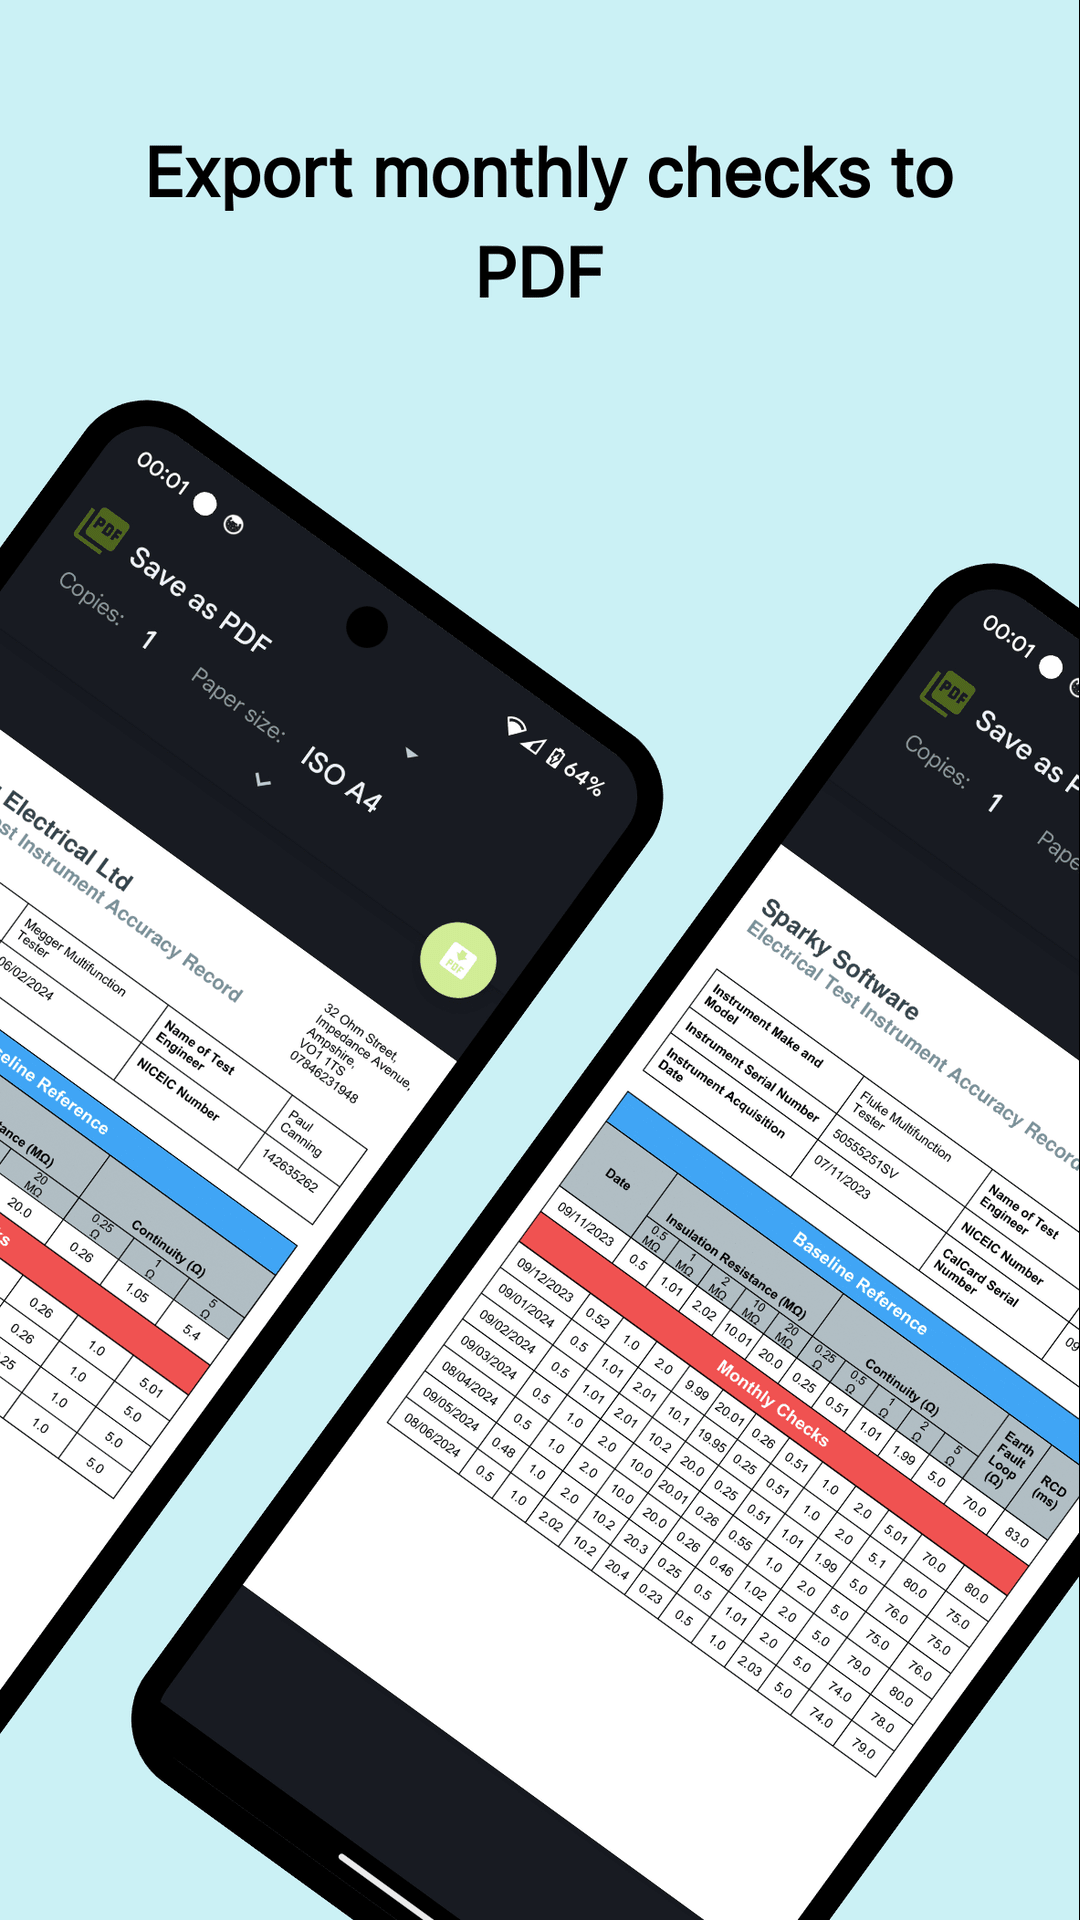 Export monthly checks to
PDF
00:01
64%
PDF
Save as PDF
Copies:
1
Paper size:
ISO A4
PDF
Electrical Ltd
st Instrument Accuracy Record
32 Ohm Street,
Impedance Avenue,
Ampshire,
VO1 1TS
07846231948
Megger Multifunction
Tester
06/02/2024
Name of Test
Engineer
Paul
Canning
NICEIC Number
142635262
eline Reference
ance (MΩ)
Continuity (Ω)
20
MΩ
0.25
Ω
1
Ω
5
Ω
20.0 0.26 1.05 5.4
ks
0.26 1.0 5.01
0.26 1.0 5.0
.25 1.0 5.0
1.0 5.0
00:01
PDF
Save as P
Copies:
1
Pape
Sparky Software
Electrical Test Instrument Accuracy Record
Instrument Make and
Model
Fluke Multifunction
Tester
Name of Test
Engineer
Instrument Serial Number
50555251SV
NICEIC Number
Instrument Acquisition
Date
07/11/2023
CalCard Serial
Number
09
Baseline Reference
Date
Insulation Resistance (MΩ)
Continuity (Ω)
Earth
Fault
Loop
(Ω)
RCD
(ms)
0.5
MΩ
1
MΩ
2
MΩ
10
MΩ
20
MΩ
0.25
Ω
0.5
Ω
1
Ω
2
Ω
5
Ω
09/11/2023 0.5 1.01 2.02 10.01 20.0 0.25 0.51 1.01 1.99 5.0 70.0 83.0
Monthly Checks
09/12/2023 0.52 1.0 2.0 9.99 20.01 0.26 0.51 1.0 2.0 5.01 70.0 80.0
09/01/2024 0.5 1.01 2.01 10.1 19.95 0.25 0.51 1.0 2.0 5.1 80.0 75.0
09/02/2024 0.5 1.01 2.01 10.2 20.0 0.25 0.51 1.01 1.99 5.0 76.0 75.0
09/03/2024 0.5 1.0 2.0 10.0 20.01 0.26 0.55 1.0 2.0 5.0 75.0 76.0
08/04/2024 0.5 1.0 2.0 10.0 20.0 0.26 0.46 1.02 2.0 5.0 79.0 80.0
09/05/2024 0.48 1.0 2.0 10.2 20.3 0.25 0.5 1.01 2.0 5.0 74.0 78.0
08/06/2024 0.5 1.0 2.02 10.2 20.4 0.23 0.5 1.0 2.03 5.0 74.0 79.0